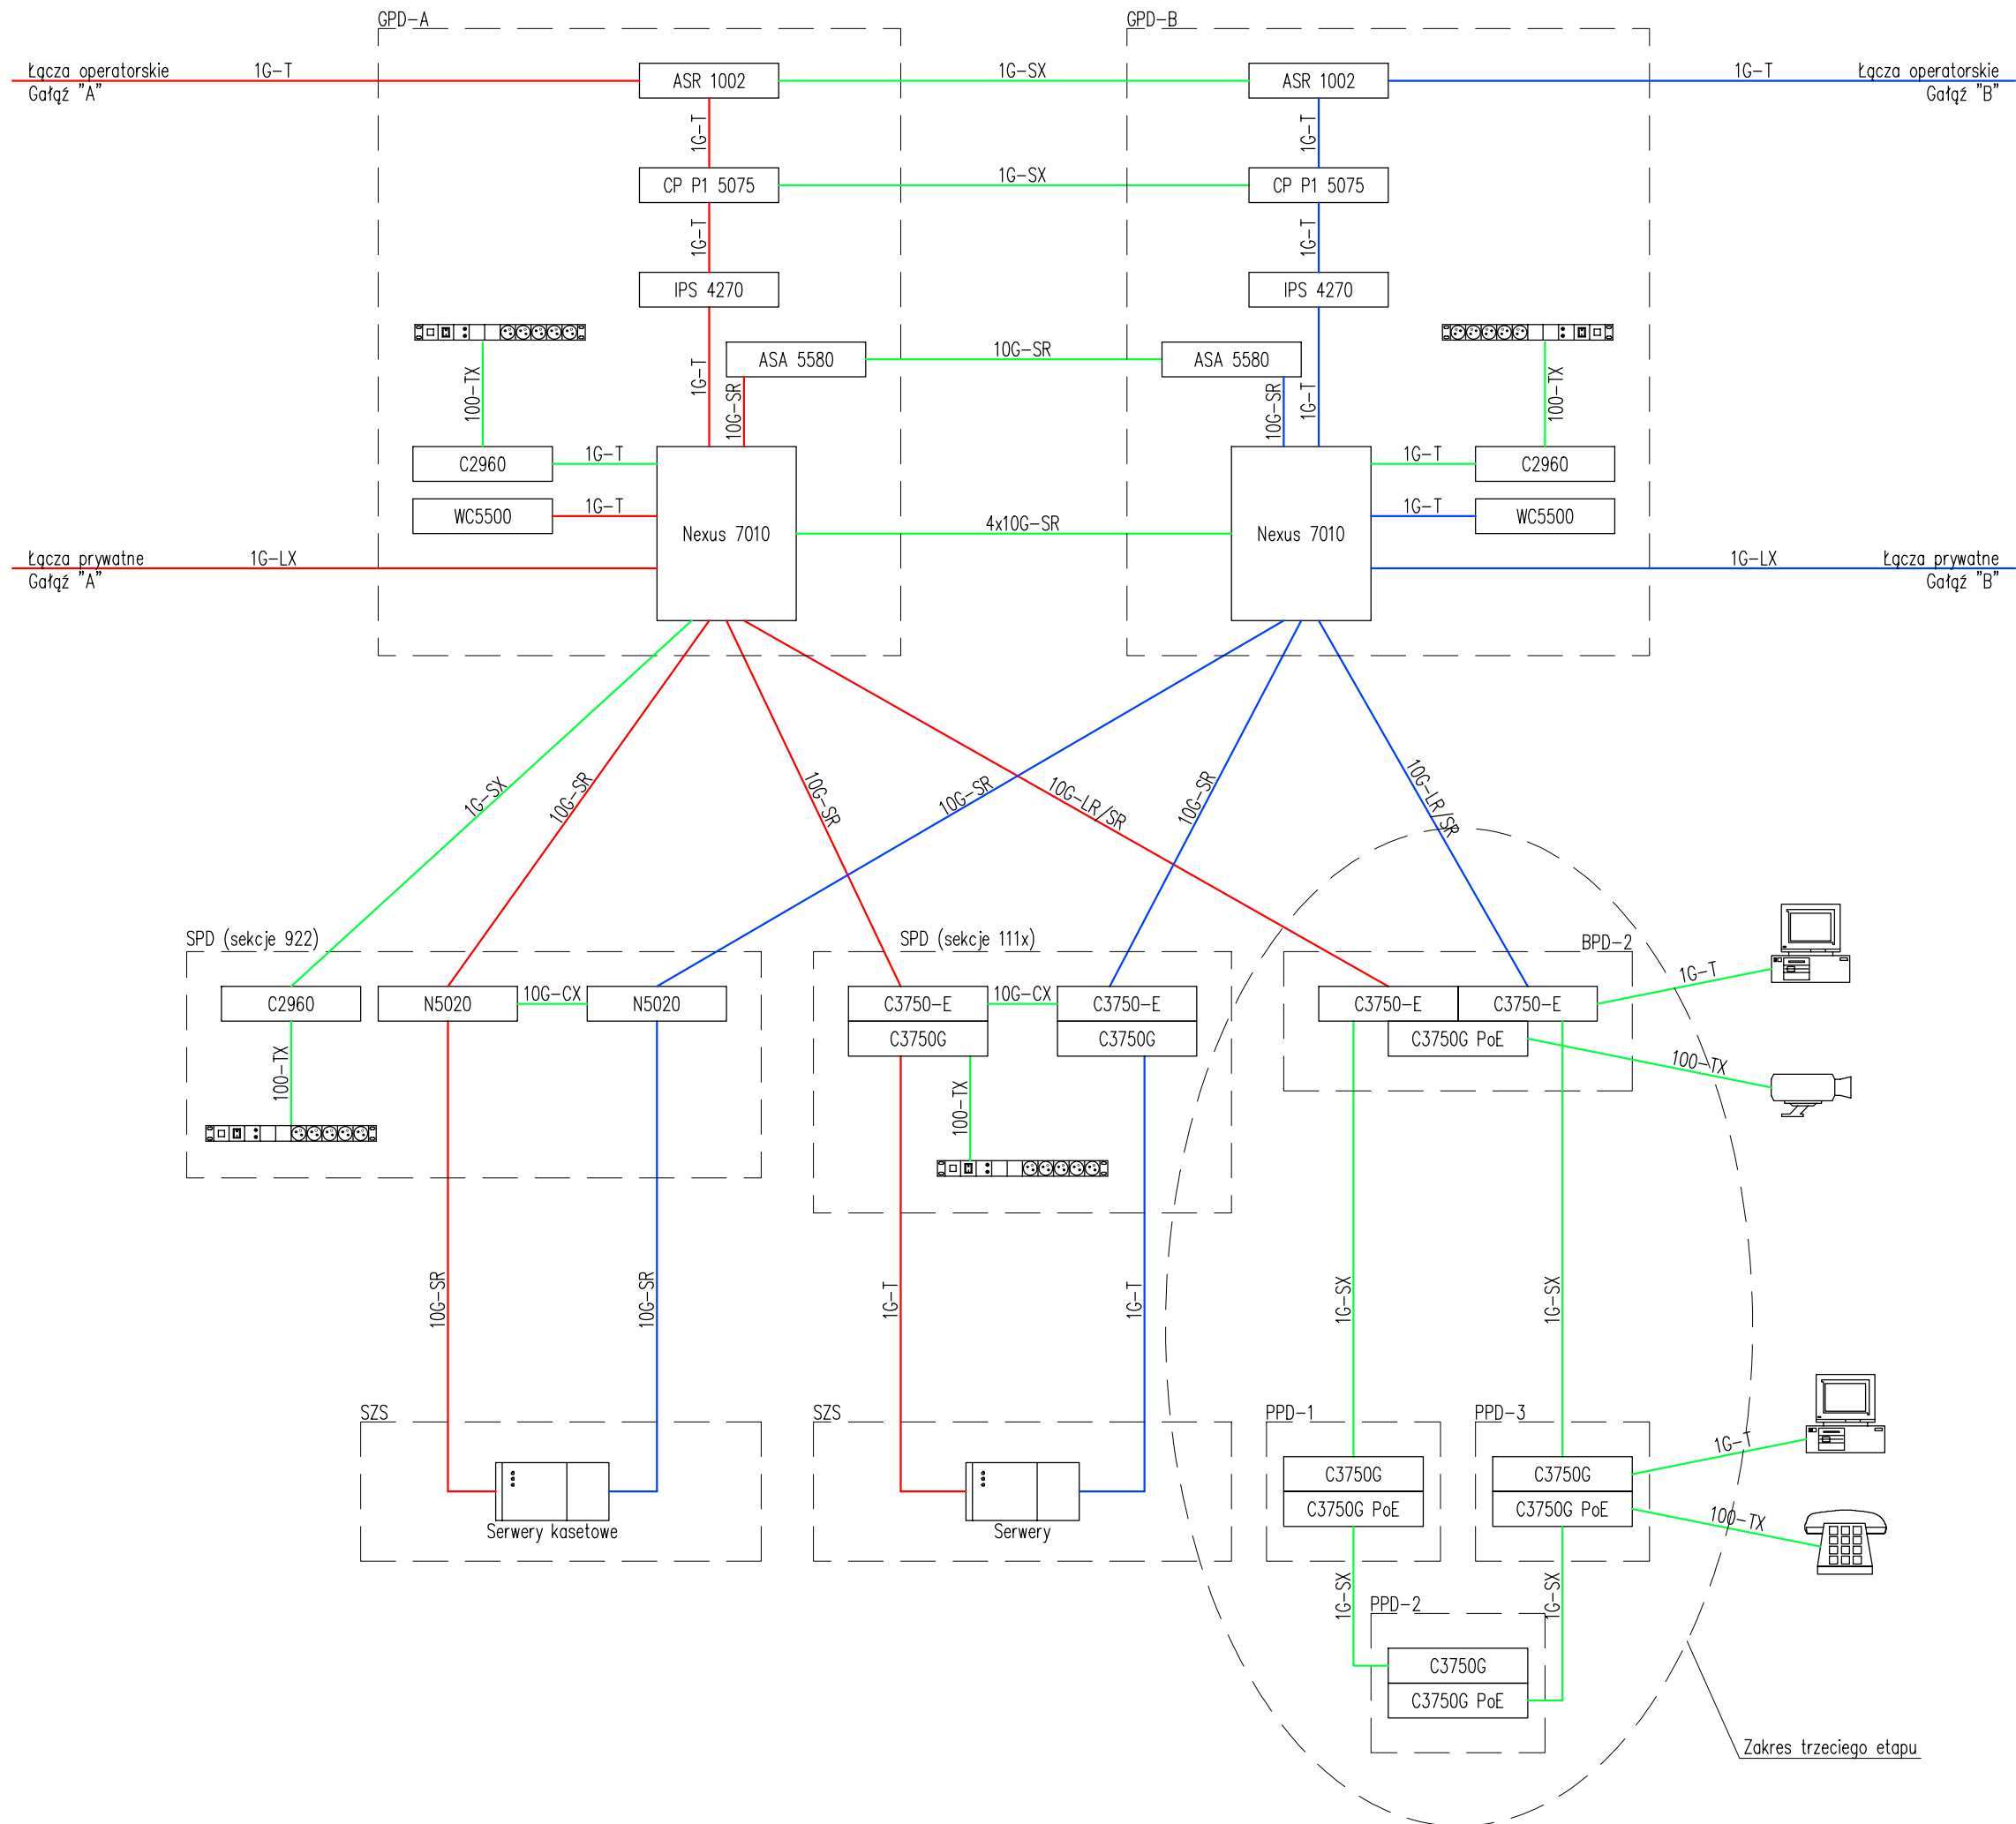 GPD-A
GPD-B
Łącza operatorskie
Gałąź "A"
1G-T
ASR 1002
1G-SX
ASR 1002
1G-T
Łącza operatorskie
Gałąź "B"
1G-T
1G-T
CP P1 5075
1G-SX
CP P1 5075
1G-T
1G-T
IPS 4270
IPS 4270
ASA 5580
10G-SR
ASA 5580
100-TX
1G-T
10G-SR
10G-SR
1G-T
100-TX
C2960
1G-T
1G-T
C2960
WC5500
1G-T
1G-T
WC5500
Nexus 7010
4x10G-SR
Nexus 7010
Łącza prywatne
Gałąź "A"
1G-LX
1G-LX
Łącza prywatne
Gałąź "B"
1G-SX
10G-SR
10G-SR
10G-SR
10G-LR/SR
10G-SR
10G-LR/SR
SPD (sekcje 922)
SPD (sekcje 111x)
BPD-2
C2960
N5020
10G-CX
N5020
C3750-E
10G-CX
C3750-E
C3750-E
C3750-E
1G-T
C3750G
C3750G
C3750G PoE
100-TX
100-TX
100-TX
10G-SR
10G-SR
1G-T
1G-T
1G-SX
1G-SX
SZS
SZS
PPD-1
PPD-3
Serwery kasetowe
Serwery
C3750G
C3750G PoE
C3750G
C3750G PoE
1G-T
100-TX
1G-SX
1G-SX
PPD-2
C3750G
C3750G PoE
Zakres trzeciego etapu